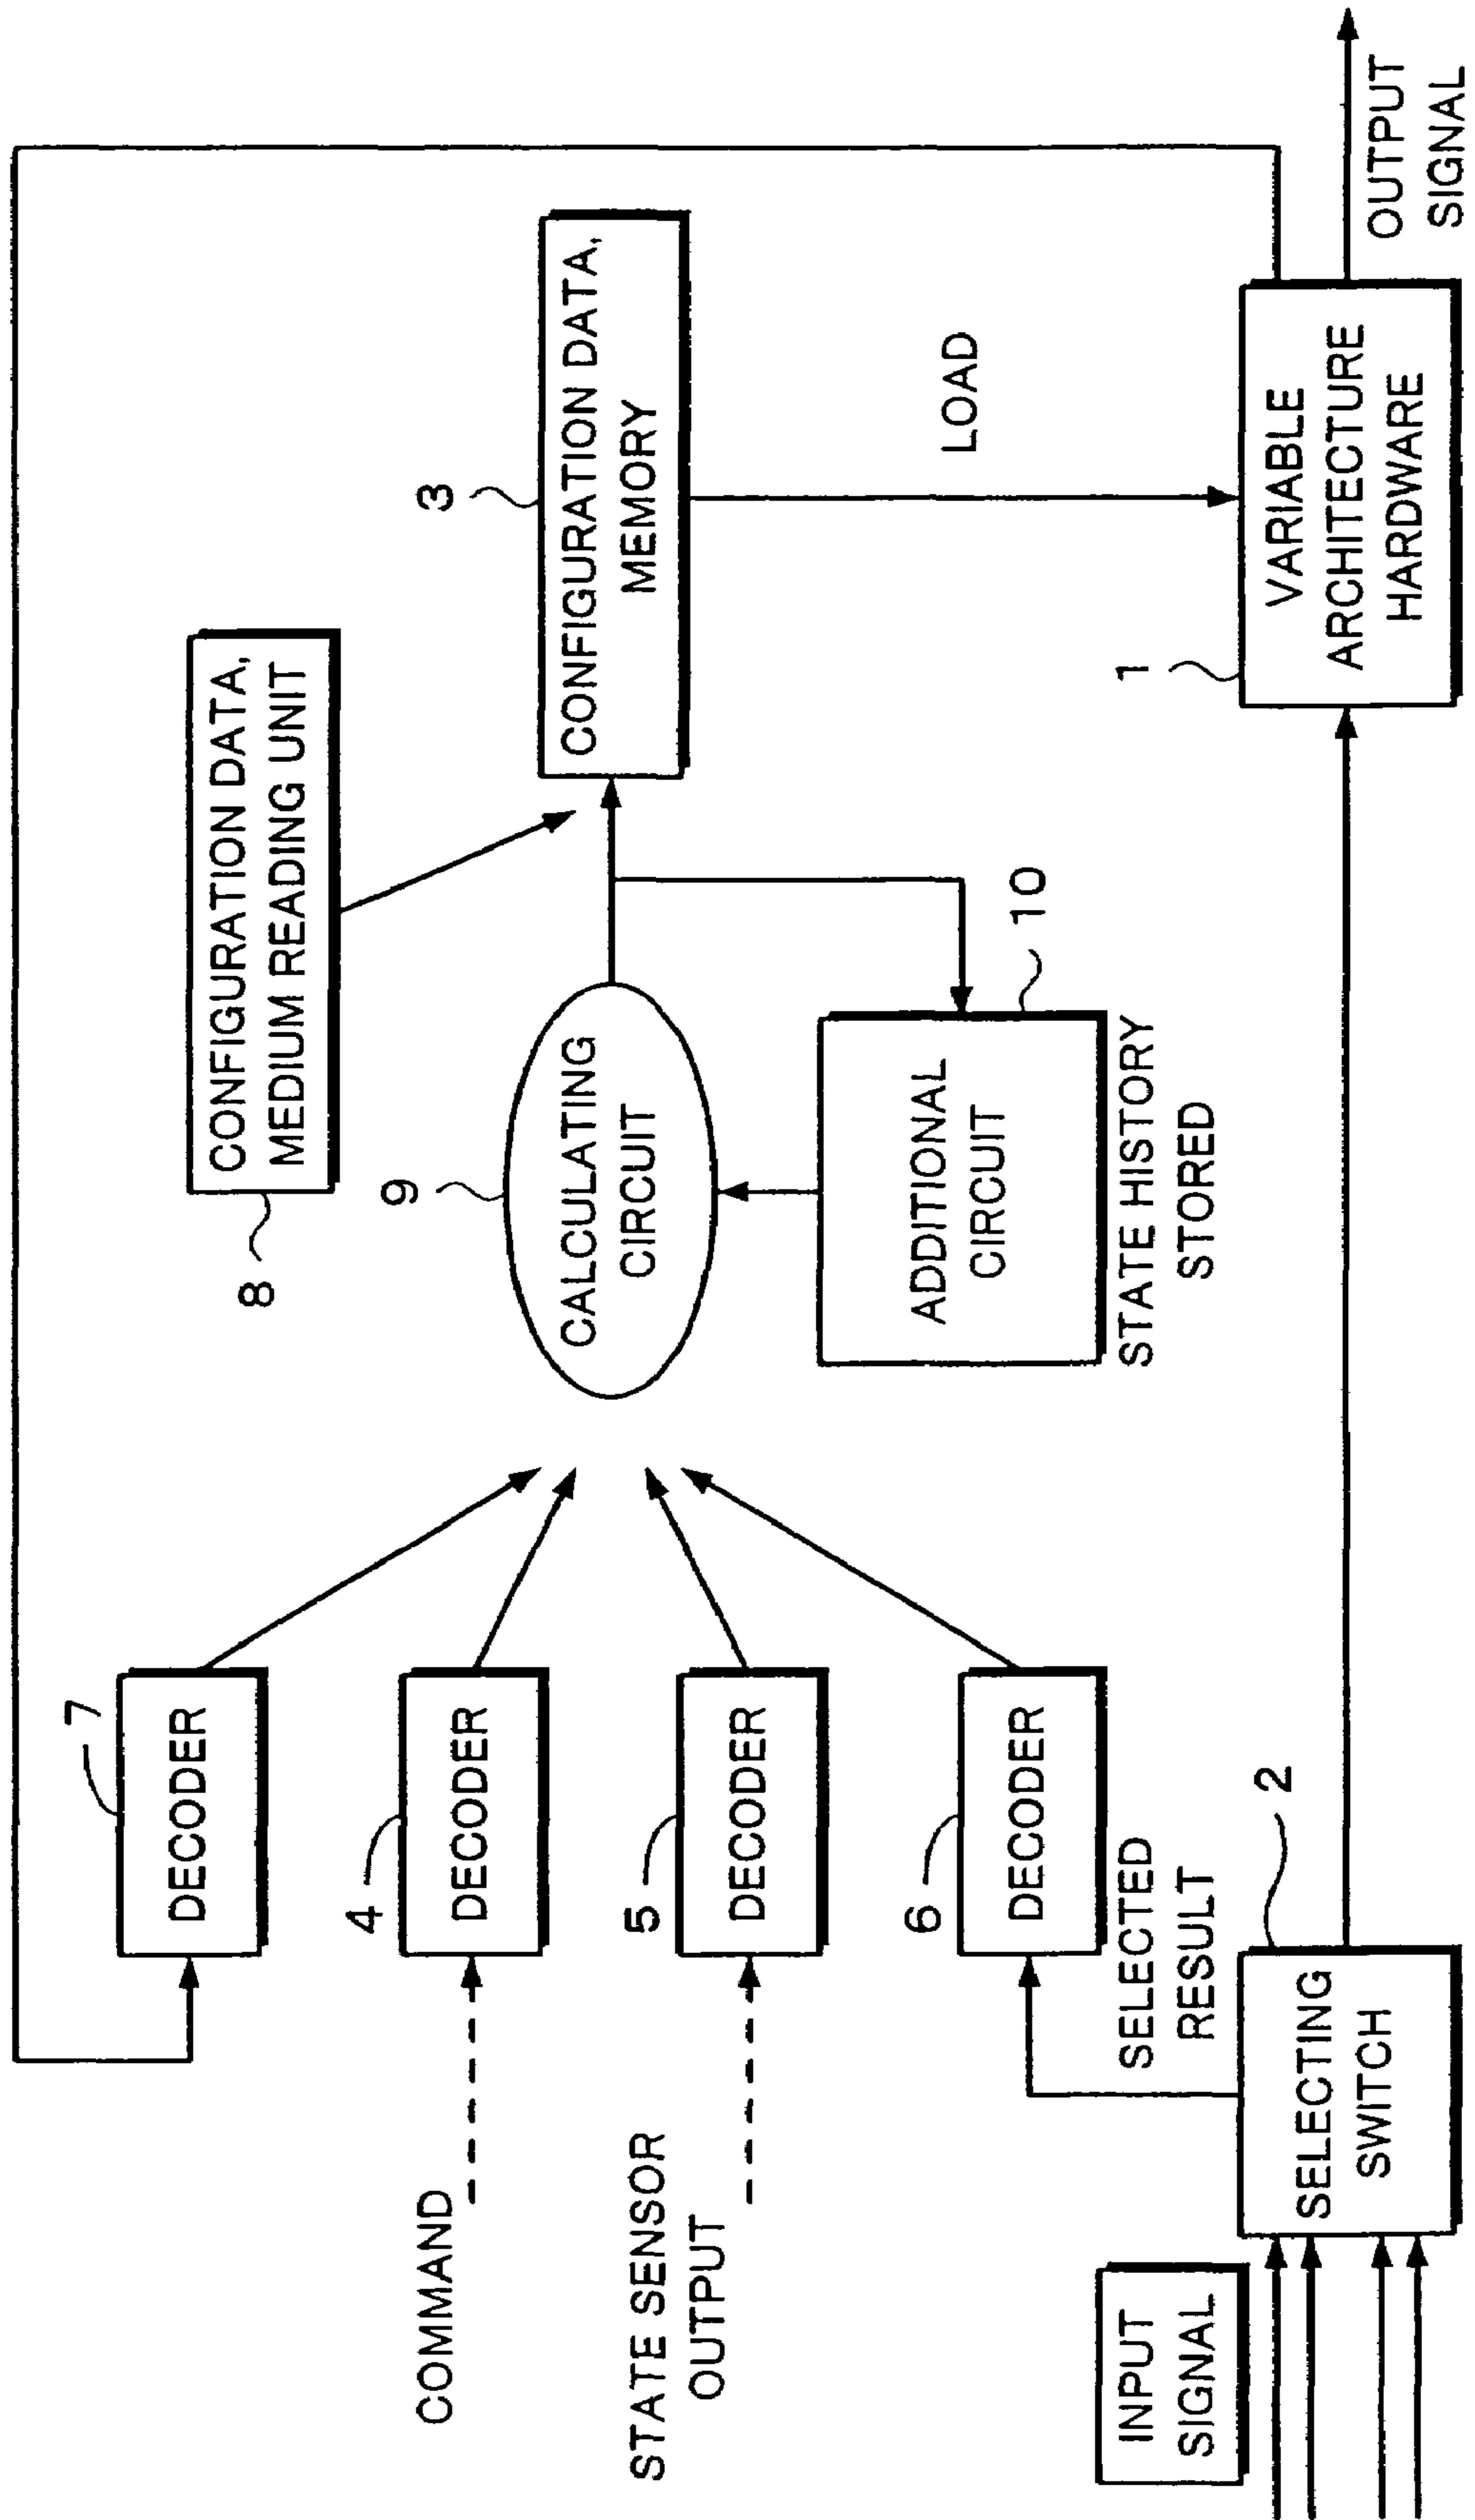 7
DECODER
4
DECODER
COMMAND
5
DECODER
STATE SENSOR
OUTPUT
6
DECODER
SELECTED
RESULT
INPUT
SIGNAL
2
SELECTING
SWITCH
8
CONFIGURATION DATA,
MEDIUM READING UNIT
9
CALCULATING
CIRCUIT
10
ADDITIONAL
CIRCUIT
STATE HISTORY
STORED
3
CONFIGURATION DATA,
MEMORY
LOAD
1
VARIABLE
ARCHITECTURE
HARDWARE
OUTPUT
SIGNAL